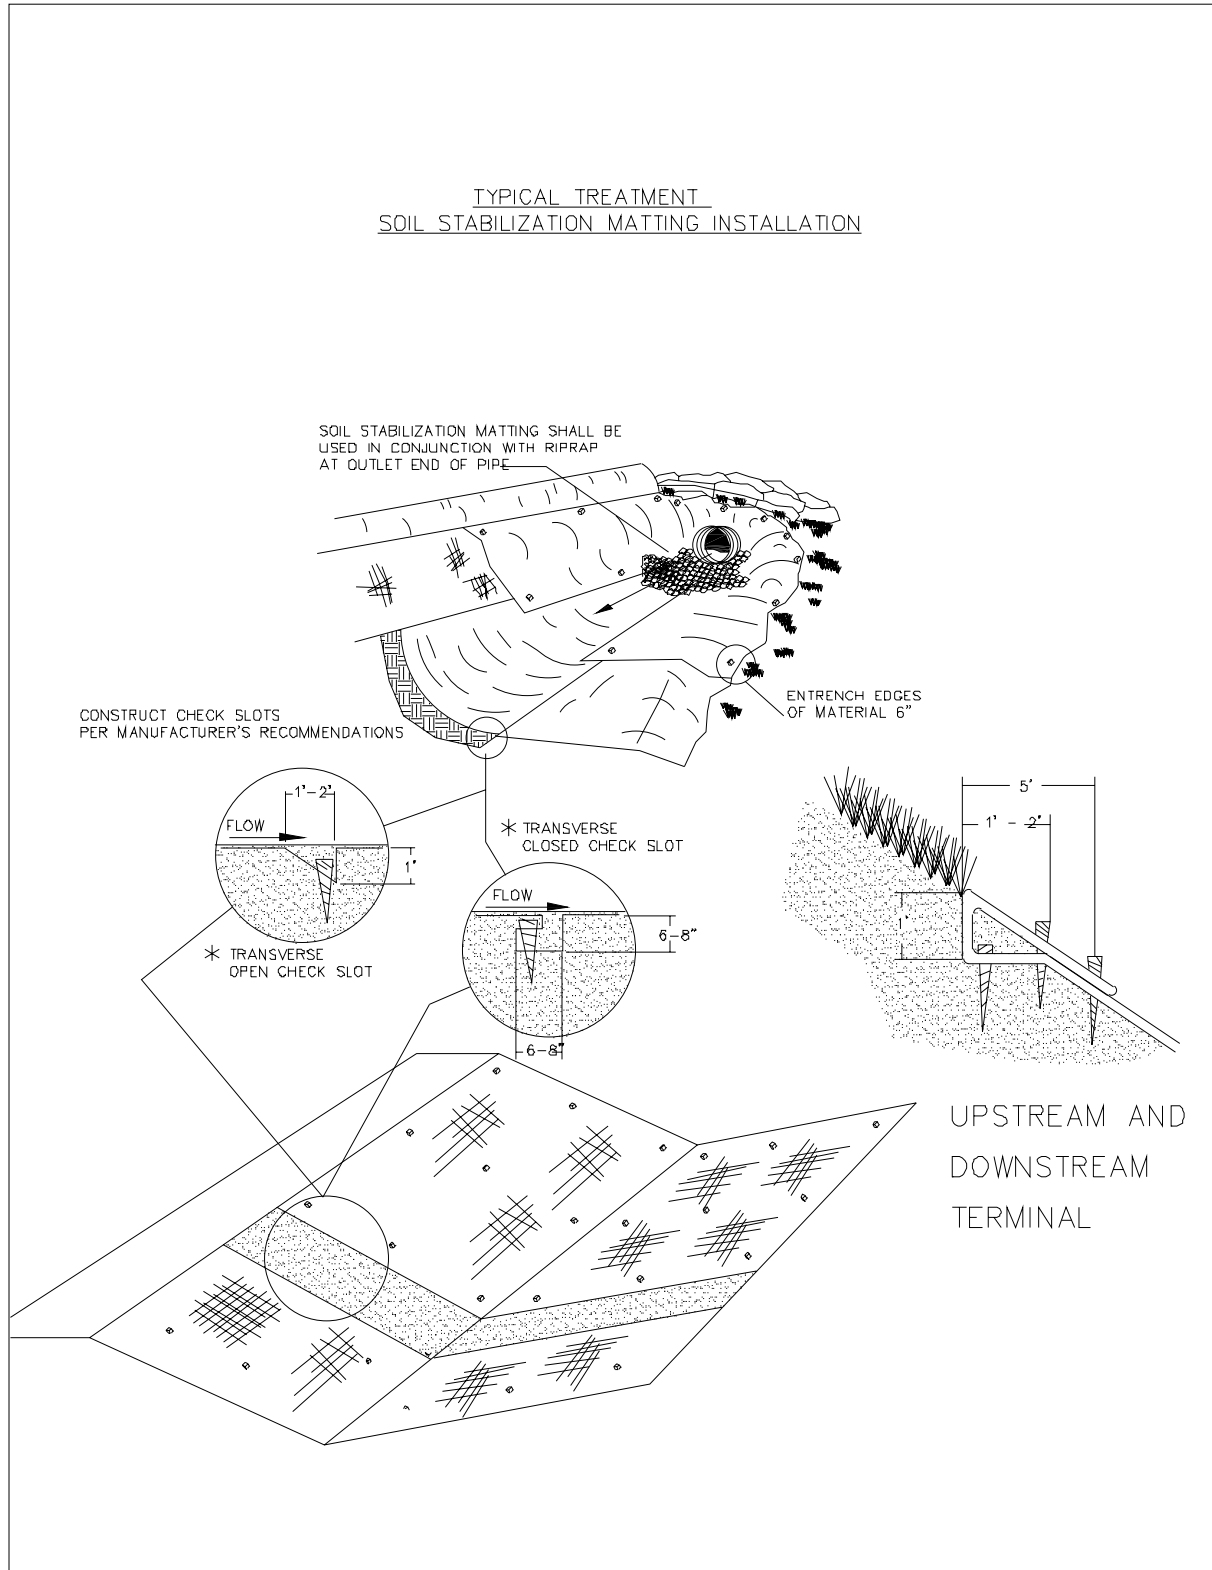 TYPICAL TREATMENT
SOIL STABILIZATION MATTING INSTALLATION
SOIL STABILIZATION MATTING SHALL BE
USED IN CONJUNCTION WITH RIPRAP
AT OUTLET END OF PIPE
ENTRENCH EDGES
OF MATERIAL 6"
CONSTRUCT CHECK SLOTS
PER MANUFACTURER'S RECOMMENDATIONS
1'-2'
FLOW
1'
* TRANSVERSE
OPEN CHECK SLOT
* TRANSVERSE
CLOSED CHECK SLOT
FLOW
6-8"
6-8"
5'
1' - 2'
1'
UPSTREAM AND
DOWNSTREAM
TERMINAL